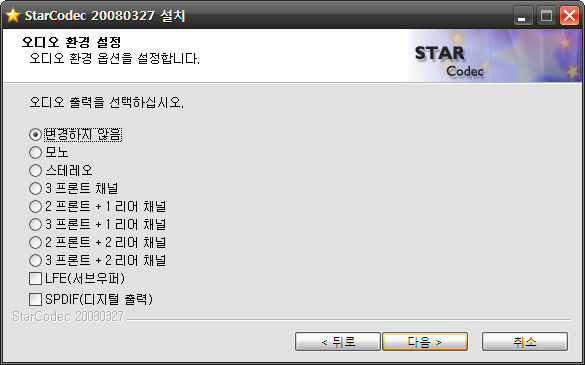 StarCodec 20080327 설치
오디오 환경 설정
오디오 환경 옵션을 설정합니다.
STAR
Codec
오디오 출력을 선택하십시오.
변경하지 않음
모노
스테레오
3 프론트 채널
2 프론트 + 1 리어 채널
3 프론트 + 1 리어 채널
2 프론트 + 2 리어 채널
3 프론트 + 2 리어 채널
LFE(서브우퍼)
SPDIF(디지털 출력)
StarCodec 20080327
< 뒤로
다음 >
취소